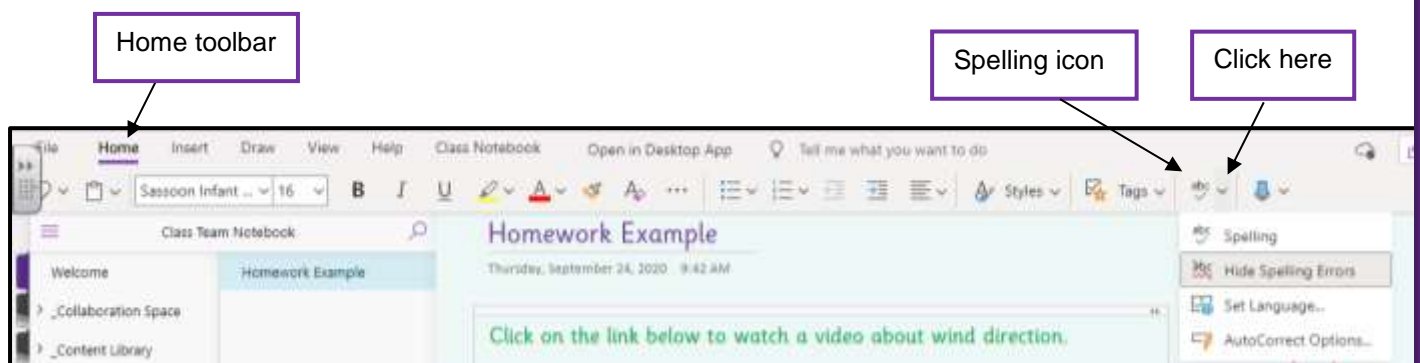 Home toolbar
Spelling icon
Click here
File Home Insert Draw View Help Class Notebook Open in Desktop App Tell me what you want to do
Sassoon Infant ... 16 B I U A A Styles Tags abc
Class Team Notebook
Homework Example
abc Spelling
Thursday, September 24, 2020 9:42 AM
Welcome
Homework Example
abc Hide Spelling Errors
_Collaboration Space
Set Language...
Click on the link below to watch a video about wind direction.
AutoCorrect Options...
_Content Library